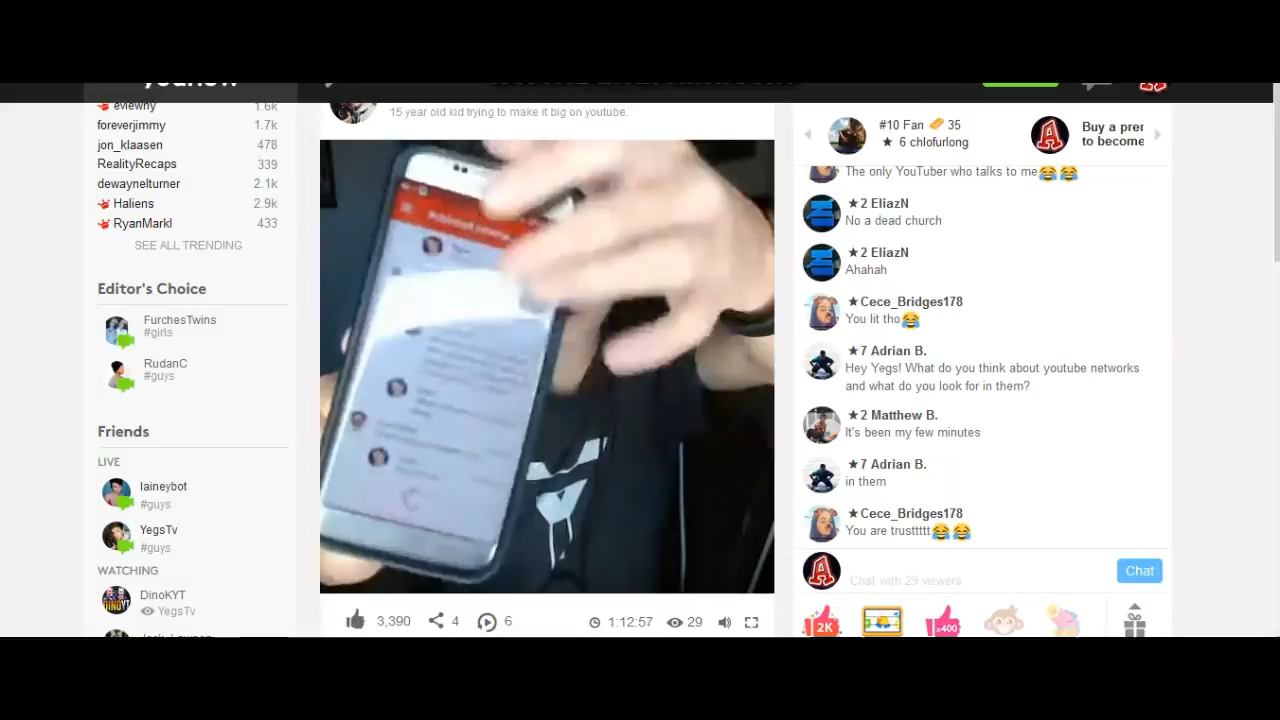 younow
eviewhy 1.6k
foreverjimmy 1.7k
jon_klaasen 478
RealityRecaps 339
dewaynelturner 2.1k
Haliens 2.9k
RyanMarkl 433
SEE ALL TRENDING
Editor's Choice
FurchesTwins
#girls
RudanC
#guys
Friends
LIVE
laineybot
#guys
YegsTv
#guys
WATCHING
DinoKYT
YegsTv
15 year old kid trying to make it big on youtube.
3,390 4 6 1:12:57 29
#10 Fan 35
★ 6 chlofurlong
Buy a prer
to become
The only YouTuber who talks to me😂😂
★2 EliazN
No a dead church
★2 EliazN
Ahahah
★Cece_Bridges178
You lit tho😂
★7 Adrian B.
Hey Yegs! What do you think about youtube networks
and what do you look for in them?
★2 Matthew B.
It's been my few minutes
★7 Adrian B.
in them
★Cece_Bridges178
You are trusttttt😂😂
Chat with 29 viewers
Chat
2K
x400